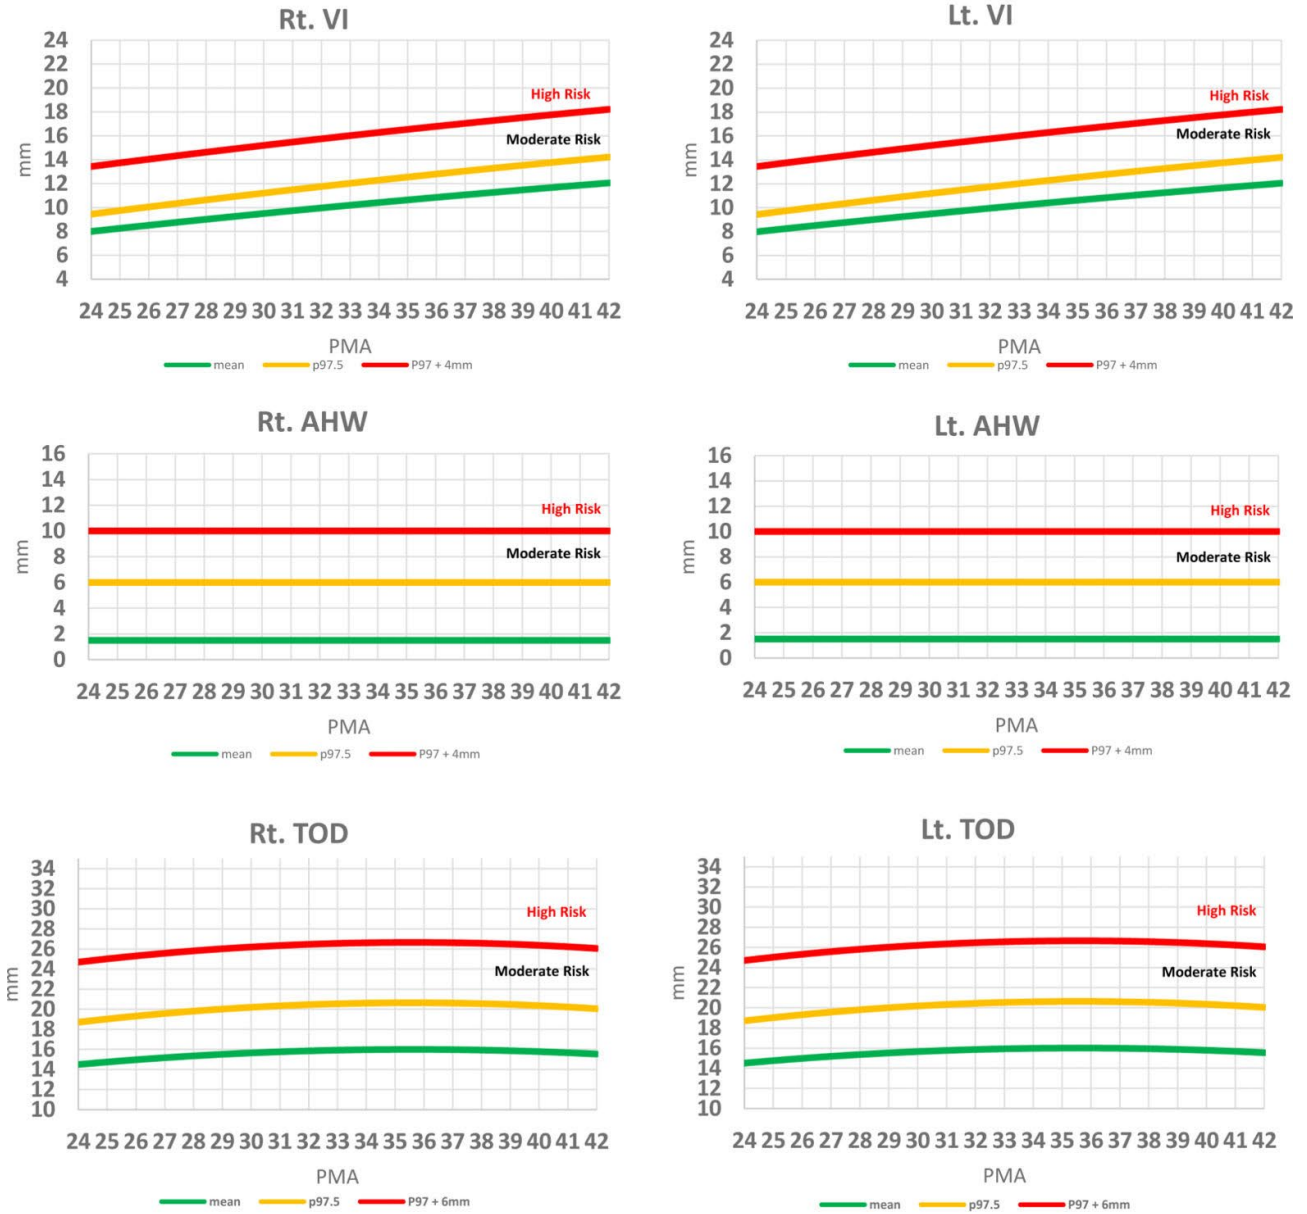 Rt. VI
24
22
20
18
16
14
12
10
8
6
4
mm
High Risk
Moderate Risk
24 25 26 27 28 29 30 31 32 33 34 35 36 37 38 39 40 41 42
PMA
mean p97.5 P97 + 4mm
Lt. VI
24
22
20
18
16
14
12
10
8
6
4
mm
High Risk
Moderate Risk
24 25 26 27 28 29 30 31 32 33 34 35 36 37 38 39 40 41 42
PMA
mean p97.5 P97 + 4mm
Rt. AHW
16
14
12
10
8
6
4
2
0
mm
High Risk
Moderate Risk
24 25 26 27 28 29 30 31 32 33 34 35 36 37 38 39 40 41 42
PMA
mean p97.5 P97 + 4mm
Lt. AHW
16
14
12
10
8
6
4
2
0
mm
High Risk
Moderate Risk
24 25 26 27 28 29 30 31 32 33 34 35 36 37 38 39 40 41 42
PMA
mean p97.5 P97 + 4mm
Rt. TOD
34
32
30
28
26
24
22
20
18
16
14
12
10
mm
High Risk
Moderate Risk
24 25 26 27 28 29 30 31 32 33 34 35 36 37 38 39 40 41 42
PMA
mean p97.5 P97 + 6mm
Lt. TOD
34
32
30
28
26
24
22
20
18
16
14
12
10
mm
High Risk
Moderate Risk
24 25 26 27 28 29 30 31 32 33 34 35 36 37 38 39 40 41 42
PMA
mean p97.5 P97 + 6mm